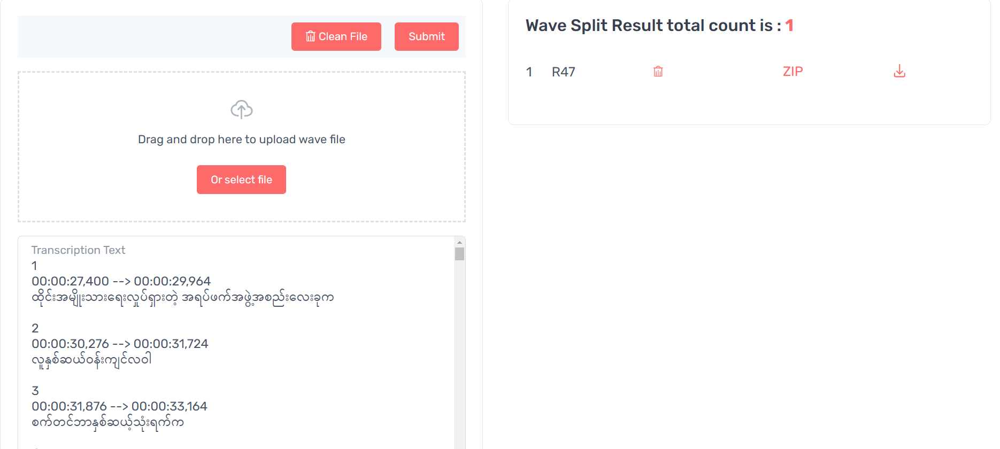 Clean File
Submit
Drag and drop here to upload wave file
Or select file
Transcription Text
1
00:00:27,400 --> 00:00:29,964
ထိုင်းအမျိုးသားရေးလှုပ်ရှားတဲ့ အရပ်ဖက်အဖွဲ့အစည်းလေးခုက
2
00:00:30,276 --> 00:00:31,724
လူနှစ်ဆယ်ဝန်းကျင်လဝါ
3
00:00:31,876 --> 00:00:33,164
စက်တင်ဘာနှစ်ဆယ့်သုံးရက်က
Wave Split Result total count is : 1
1 R47 ZIP